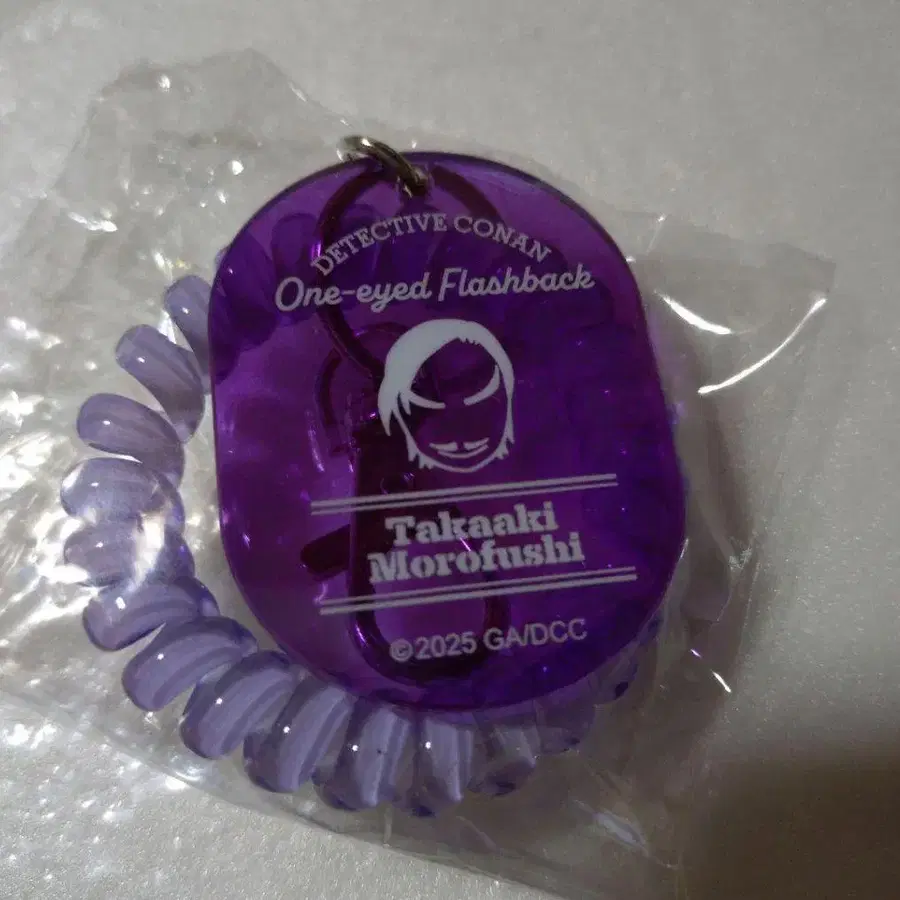 DETECTIVE CONAN
One-eyed Flashback
Takaaki
Morofushi
©2025 GA/DCC